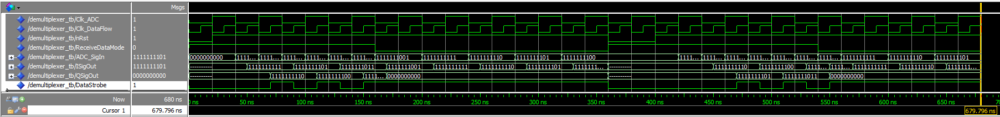 Msgs
/demultiplexer_tb/Clk_ADC 1
/demultiplexer_tb/Clk_DataFlow 1
/demultiplexer_tb/nRst 1
/demultiplexer_tb/ReceiveDataMode 0
/demultiplexer_tb/ADC_SigIn 1111111101 0000000000 1111... 1111... 1111... 1111... 1111... 1111... 1111111001 1111111111 1111111110 1111111101 1111111100 1111... 1111... 1111... 1111... 1111... 1111... 1111... 1111111111 1111111110 1111111101
/demultiplexer_tb/ISigOut 1111111101 ---------- 1111111111 1111111101 1111111011 1111111001 1111111111 1111111110 1111111101 11111... ---------- 1111111110 1111111100 1111... 1111... 1111111111 1111111110 1111111...
/demultiplexer_tb/QSigOut 0000000000 ---------- 1111111110 1111111100 1111... 0000000000 ---------- 1111111101 1111111011 0000000000
/demultiplexer_tb/DataStrobe 1
Now 680 ns ns 50 ns 100 ns 150 ns 200 ns 250 ns 300 ns 350 ns 400 ns 450 ns 500 ns 550 ns 600 ns 650 ns
Cursor 1 679.796 ns 679.796 ns